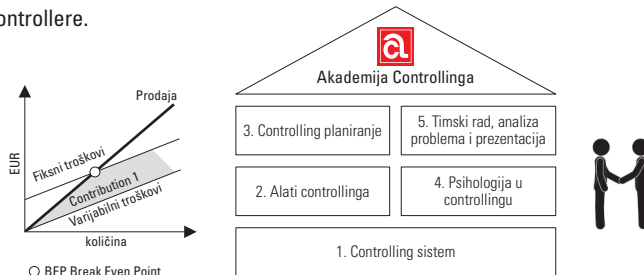 ontrollere.
Prodaja
EUR
Fiksni troškovi
Contribution 1
Varijabilni troškovi
količina
BEP Break Even Point
ca
Akademija Controllinga
3. Controlling planiranje
5. Timski rad, analiza
problema i prezentacija
2. Alati controllinga
4. Psihologija u
controllingu
1. Controlling sistem